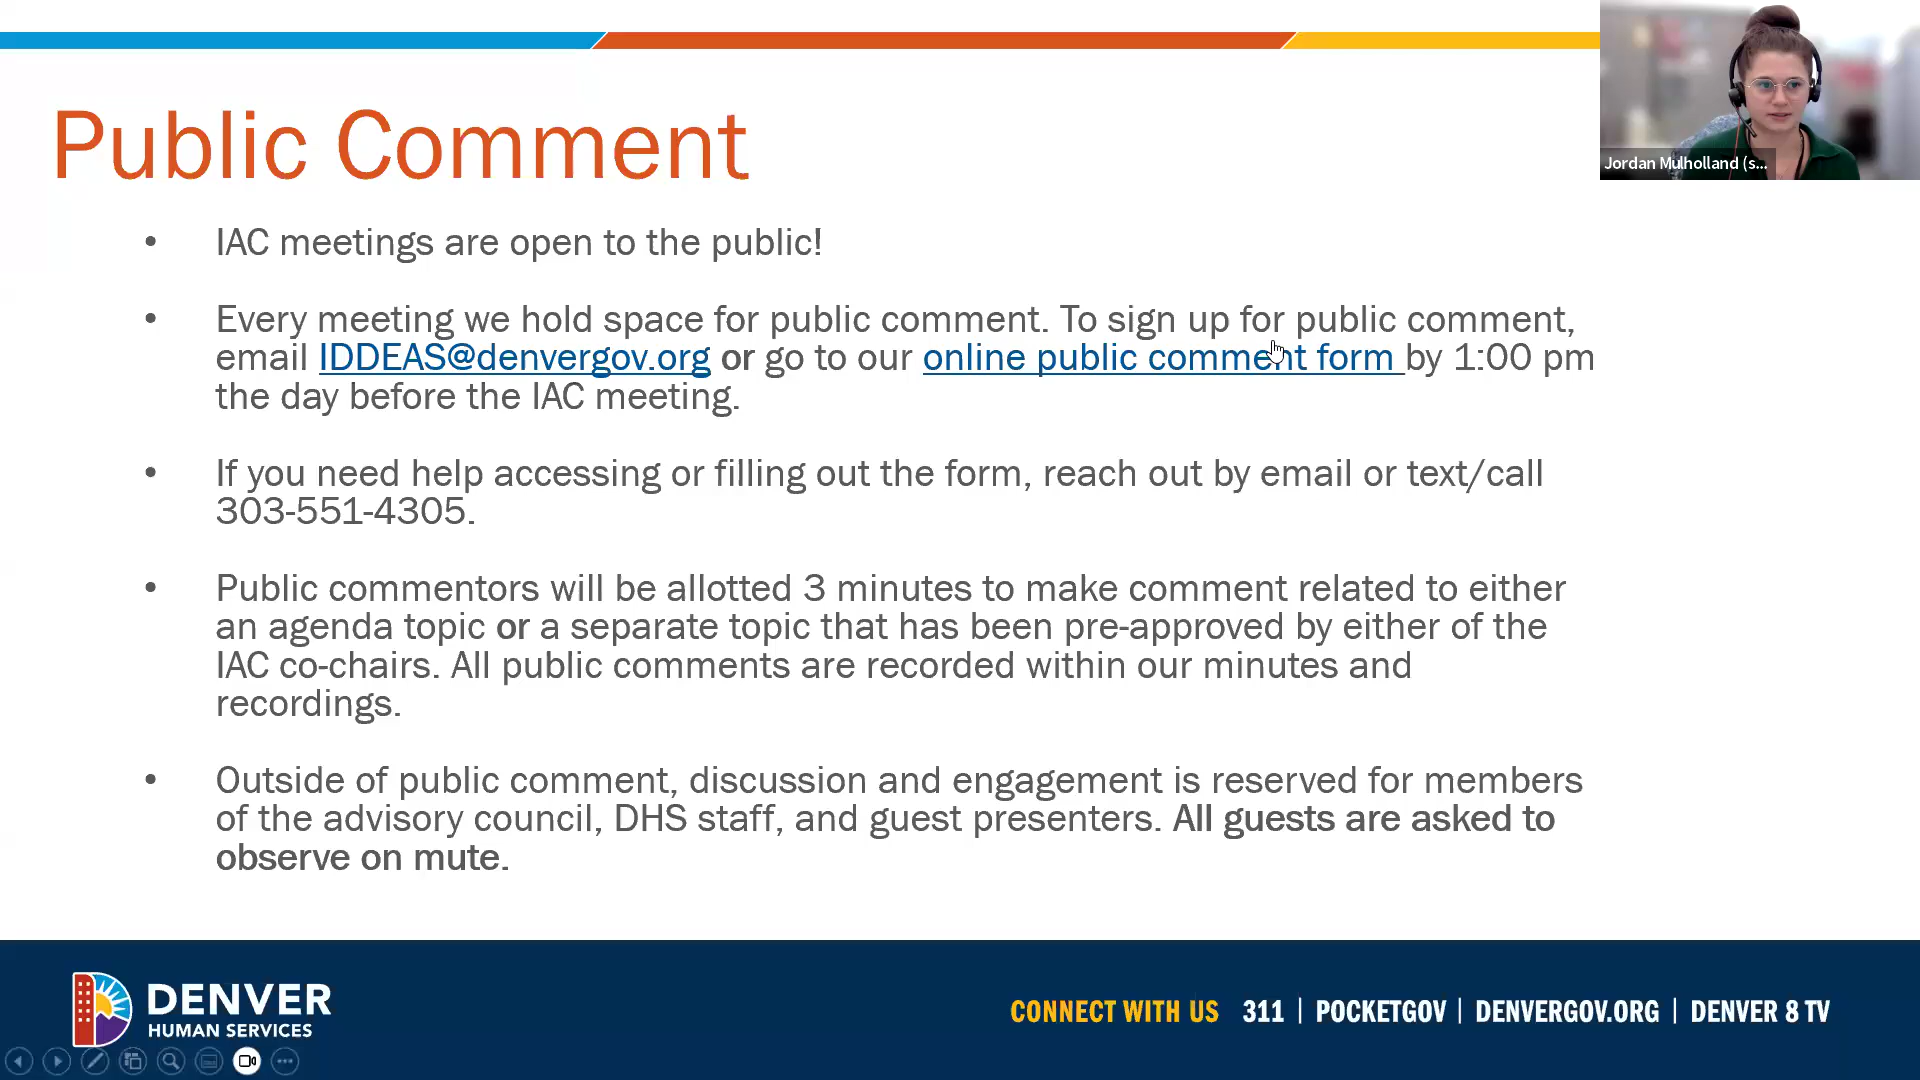 Public Comment
Jordan Mulholland (s...
• IAC meetings are open to the public!
• Every meeting we hold space for public comment. To sign up for public comment,
email IDDEAS@denvergov.org or go to our online public comment form by 1:00 pm
the day before the IAC meeting.
• If you need help accessing or filling out the form, reach out by email or text/call
303-551-4305.
• Public commentors will be allotted 3 minutes to make comment related to either
an agenda topic or a separate topic that has been pre-approved by either of the
IAC co-chairs. All public comments are recorded within our minutes and
recordings.
• Outside of public comment, discussion and engagement is reserved for members
of the advisory council, DHS staff, and guest presenters. All guests are asked to
observe on mute.
DENVER
HUMAN SERVICES
CONNECT WITH US 311 | POCKETGOV | DENVERGOV.ORG | DENVER 8 TV